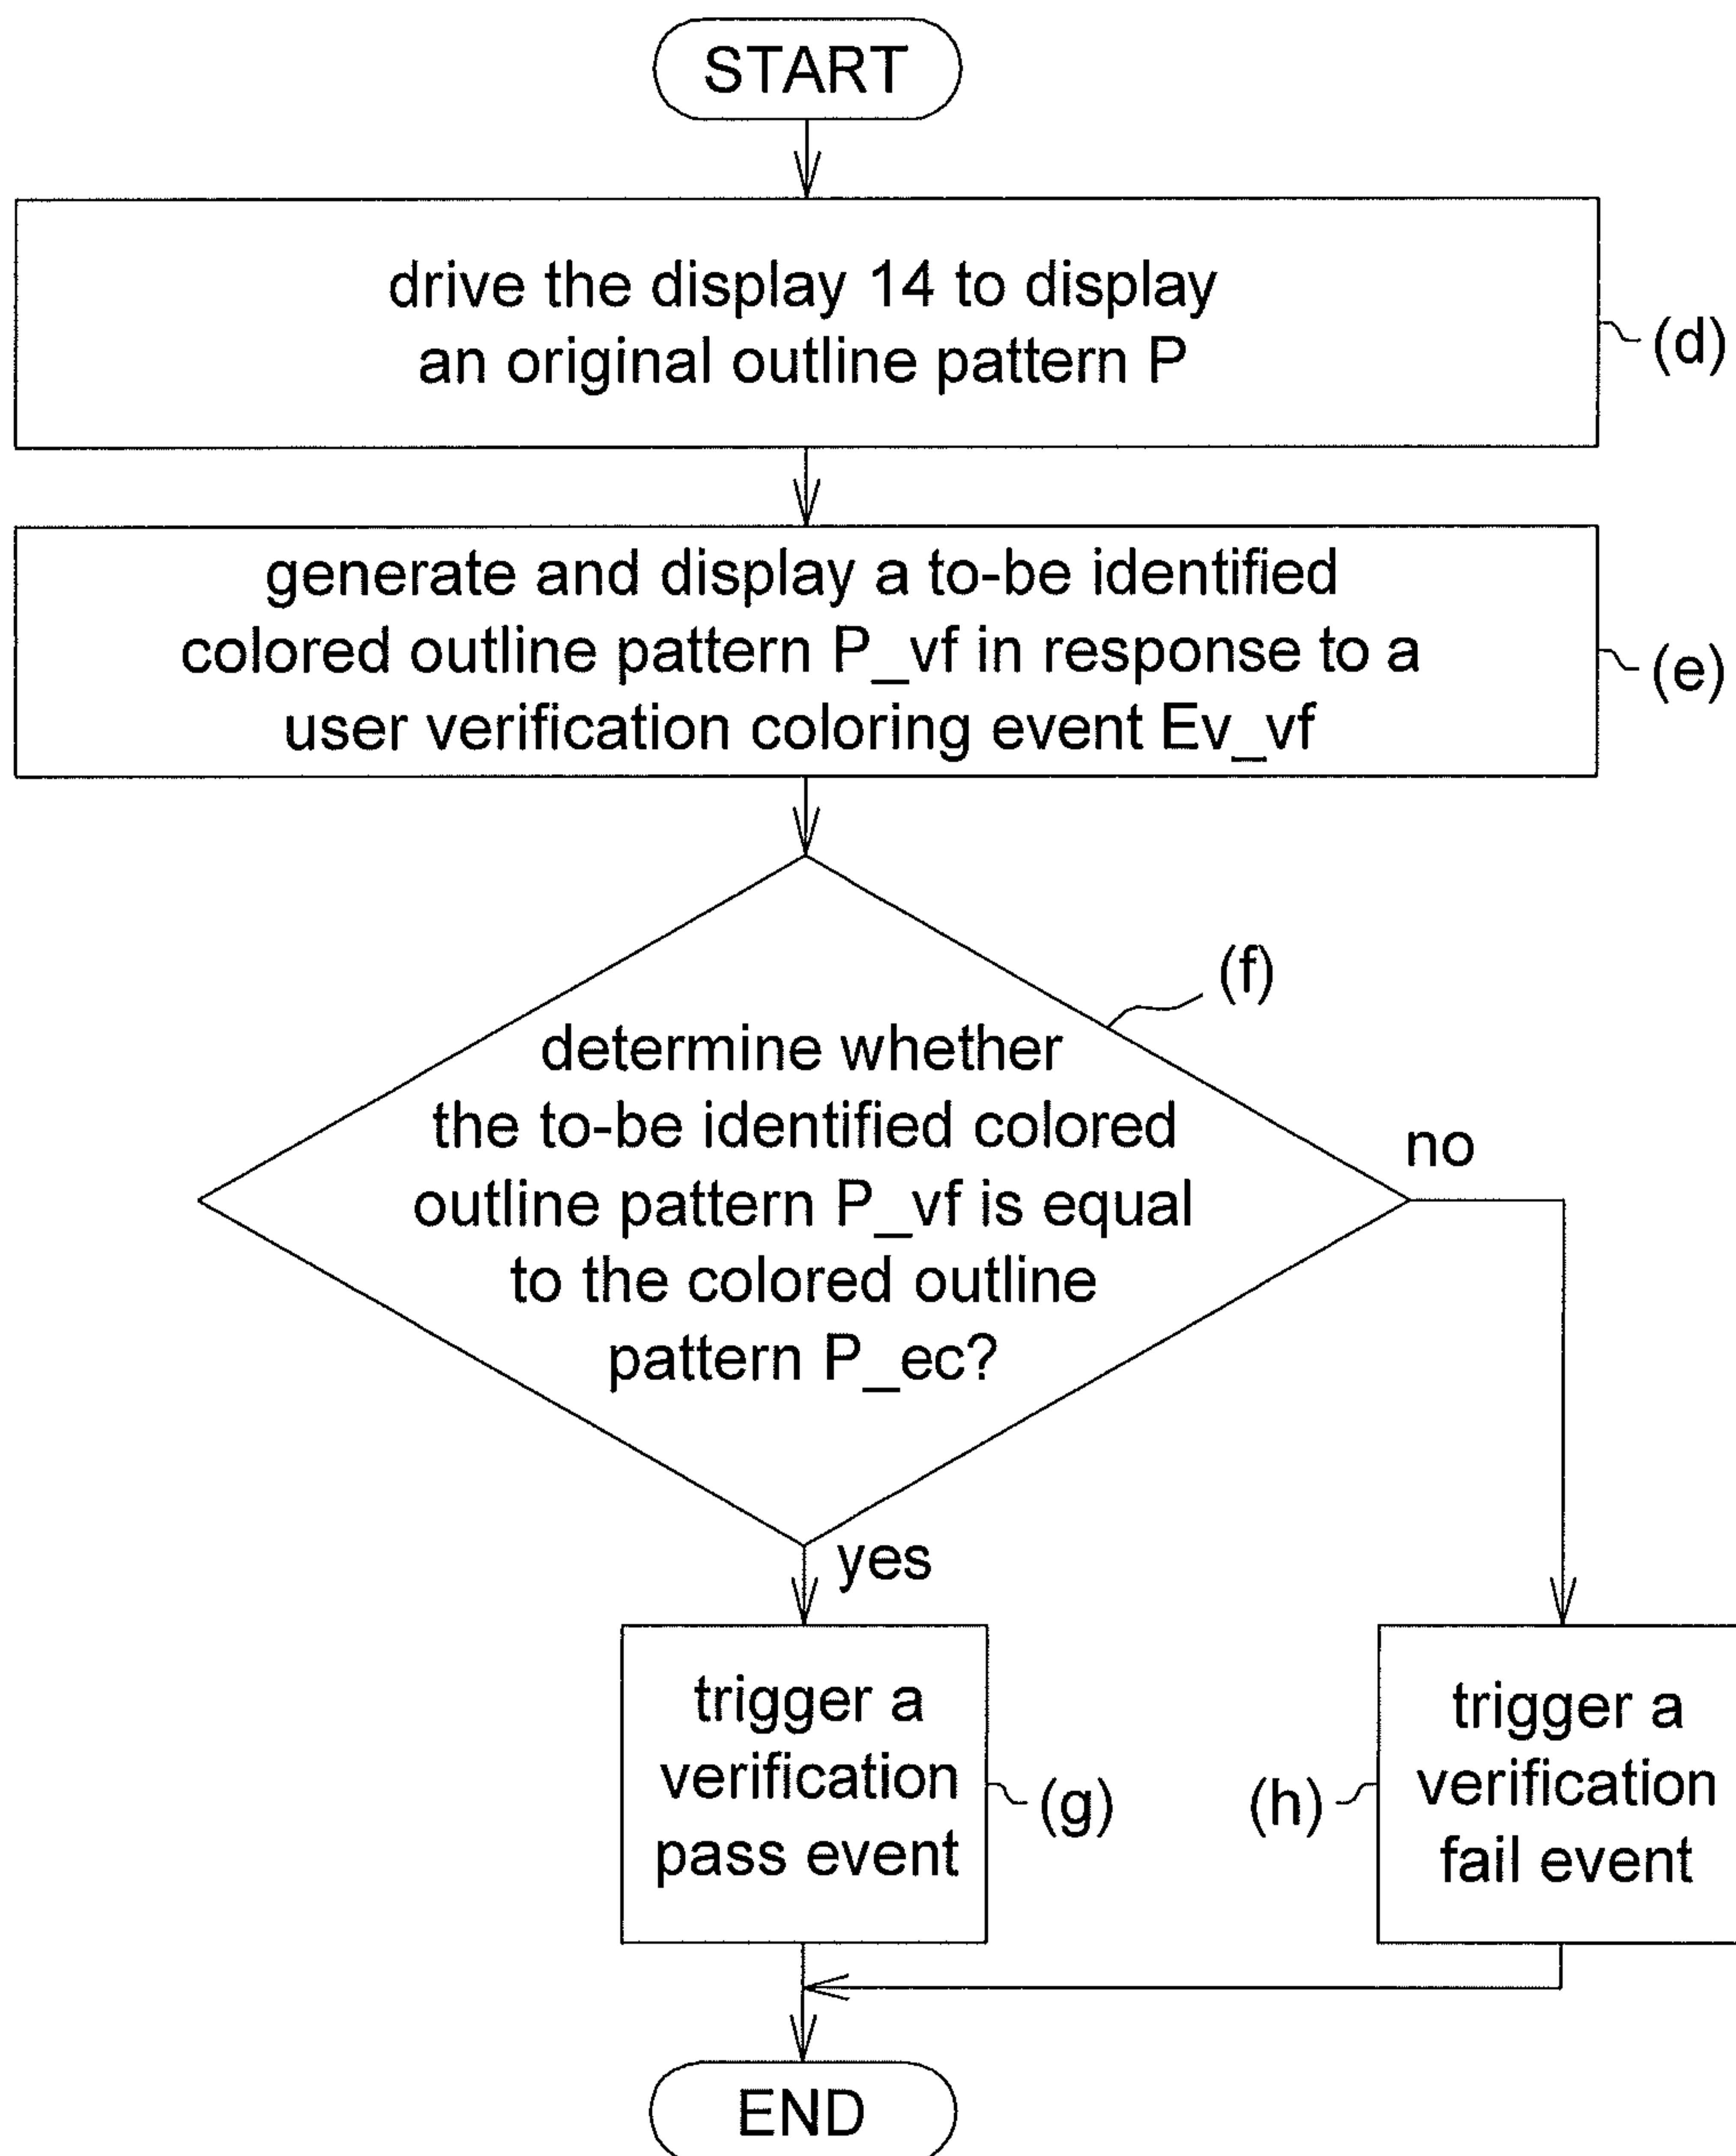 START
drive the display 14 to display
an original outline pattern P
(d)
generate and display a to-be identified
colored outline pattern P_vf in response to a
user verification coloring event Ev_vf
(e)
(f)
determine whether
the to-be identified colored
outline pattern P_vf is equal
to the colored outline
pattern P_ec?
no
yes
trigger a
verification
pass event
(g)
(h)
trigger a
verification
fail event
END